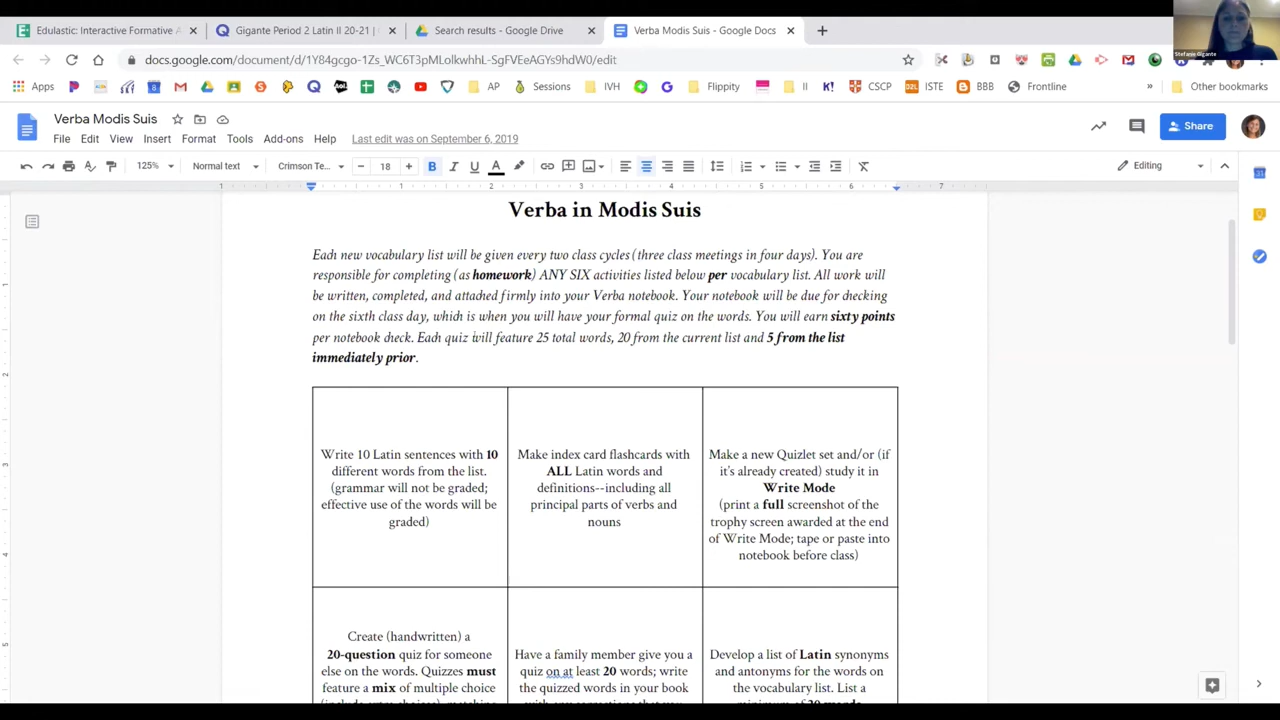 Edulastic: Interactive Formative A
Gigante Period 2 Latin II 20-21
Search results - Google Drive
Verba Modis Suis - Google Docs
Stefanie Gigante
Apps
AP
Sessions
IVH
Flippity
II
K!
CSCP
ISTE
BBB
Frontline
»
Other bookmarks
Verba Modis Suis
File Edit View Insert Format Tools Add-ons Help Last edit was on September 6, 2019
Share
125% Normal text Crimson Te... 18 B I U A Editing
1 1 2 3 4 5 6 7
Verba in Modis Suis
Each new vocabulary list will be given every two class cycles (three class meetings in four days). You are
responsible for completing (as homework) ANY SIX activities listed below per vocabulary list. All work will
be written, completed, and attached firmly into your Verba notebook. Your notebook will be due for checking
on the sixth class day, which is when you will have your formal quiz on the words. You will earn sixty points
per notebook check. Each quiz will feature 25 total words, 20 from the current list and 5 from the list
immediately prior.
Write 10 Latin sentences with 10
different words from the list.
(grammar will not be graded;
effective use of the words will be
graded)
Make index card flashcards with
ALL Latin words and
definitions--including all
principal parts of verbs and
nouns
Make a new Quizlet set and/or (if
it's already created) study it in
Write Mode
(print a full screenshot of the
trophy screen awarded at the end
of Write Mode; tape or paste into
notebook before class)
Create (handwritten) a
20-question quiz for someone
else on the words. Quizzes must
feature a mix of multiple choice
Have a family member give you a
quiz on at least 20 words; write
the quizzed words in your book
Develop a list of Latin synonyms
and antonyms for the words on
the vocabulary list. List a